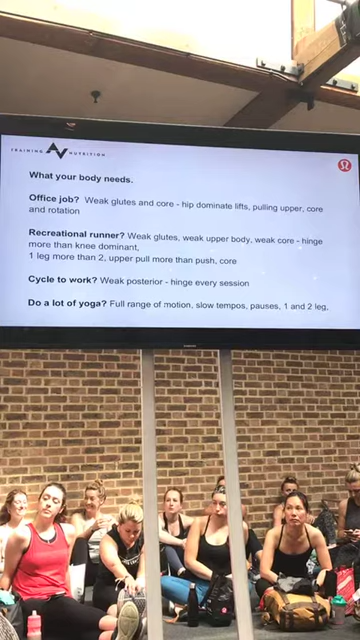 TRAINING NUTRITION
What your body needs.
Office job? Weak glutes and core - hip dominate lifts, pulling upper, core
and rotation
Recreational runner? Weak glutes, weak upper body, weak core - hinge
more than knee dominant,
1 leg more than 2, upper pull more than push, core
Cycle to work? Weak posterior - hinge every session
Do a lot of yoga? Full range of motion, slow tempos, pauses, 1 and 2 leg,